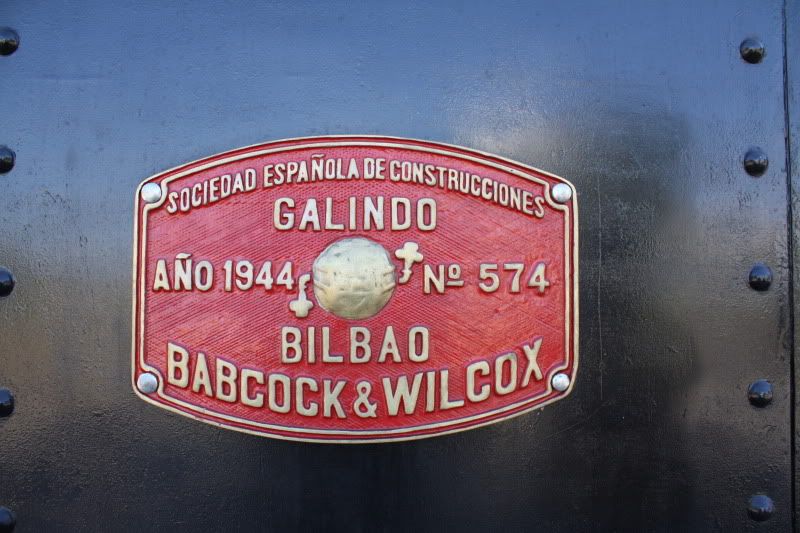 SOCIEDAD ESPAÑOLA DE CONSTRUCCIONES
GALINDO
AÑO 1944 Nº 574
BILBAO
BABCOCK & WILCOX